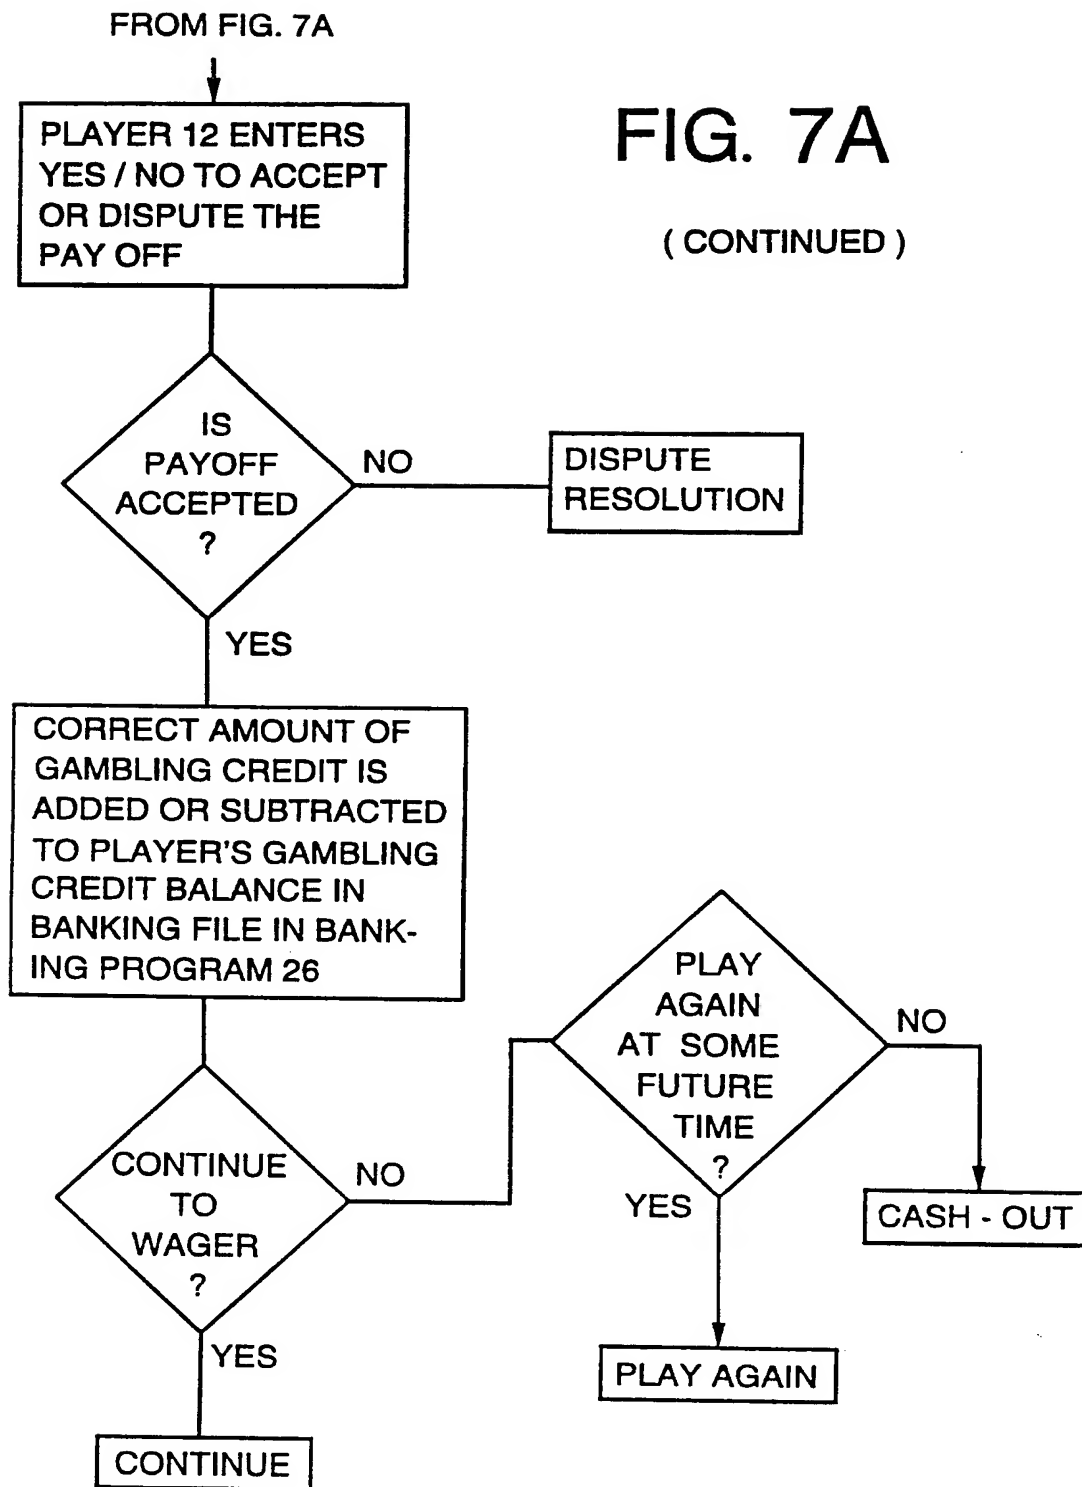 FROM FIG. 7A
FIG. 7A
( CONTINUED )
PLAYER 12 ENTERS
YES / NO TO ACCEPT
OR DISPUTE THE
PAY OFF
IS
PAYOFF
ACCEPTED
?
NO
DISPUTE
RESOLUTION
YES
CORRECT AMOUNT OF
GAMBLING CREDIT IS
ADDED OR SUBTRACTED
TO PLAYER'S GAMBLING
CREDIT BALANCE IN
BANKING FILE IN BANK-
ING PROGRAM 26
CONTINUE
TO
WAGER
?
NO
PLAY
AGAIN
AT SOME
FUTURE
TIME
?
NO
CASH - OUT
YES
PLAY AGAIN
YES
CONTINUE